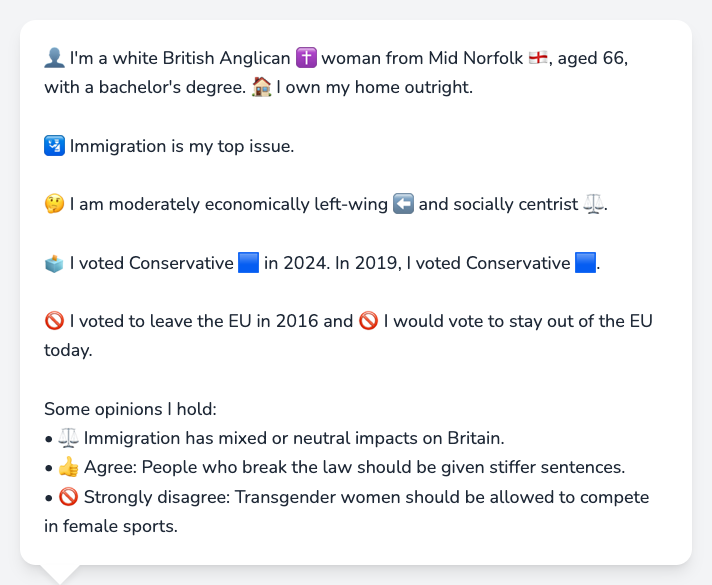 👤 I'm a white British Anglican ✝️ woman from Mid Norfolk 🏴󠁧󠁢󠁥󠁮󠁧󠁿, aged 66,
with a bachelor's degree. 🏠 I own my home outright.
🛂 Immigration is my top issue.
🤔 I am moderately economically left-wing ⬅️ and socially centrist ⚖️.
🗳️ I voted Conservative 🟦 in 2024. In 2019, I voted Conservative 🟦.
🚫 I voted to leave the EU in 2016 and 🚫 I would vote to stay out of the EU
today.
Some opinions I hold:
• ⚖️ Immigration has mixed or neutral impacts on Britain.
• 👍 Agree: People who break the law should be given stiffer sentences.
• 🚫 Strongly disagree: Transgender women should be allowed to compete
in female sports.